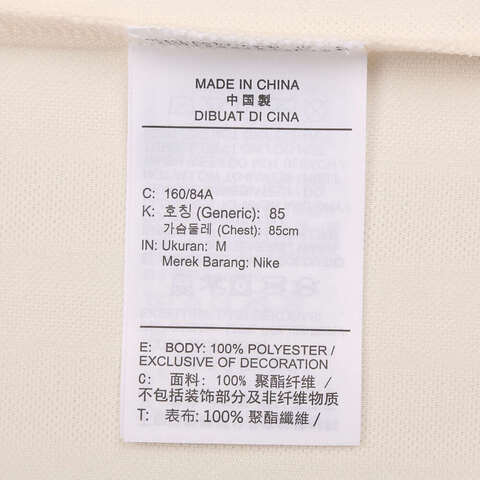 MADE IN CHINA
中国製
DIBUAT DI CINA
C: 160/84A
K: 호칭 (Generic): 85
가슴둘레 (Chest): 85cm
IN: Ukuran: M
Merek Barang: Nike
E: BODY: 100% POLYESTER /
EXCLUSIVE OF DECORATION
C: 面料: 100% 聚酯纤维 /
不包括装饰部分及非纤维物质
T: 表布: 100% 聚酯纖維 /